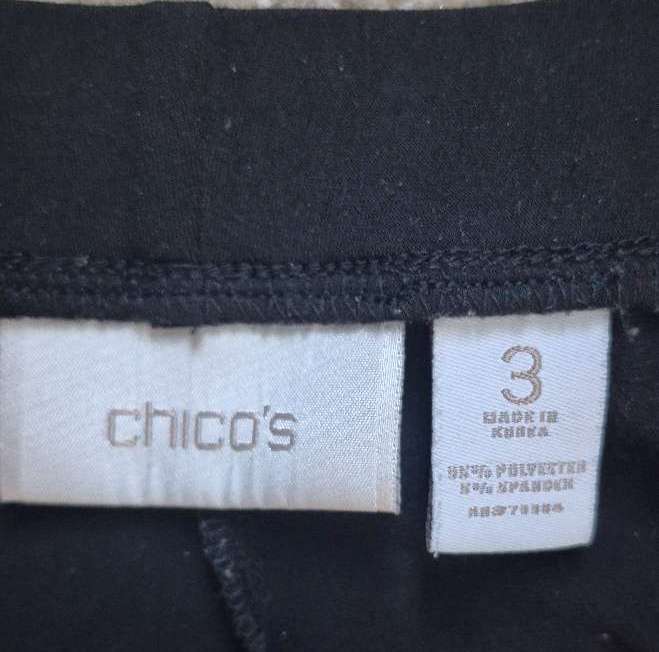 chico's
3
MADE IN
KOREA
POLYESTER
5% SPANDEX